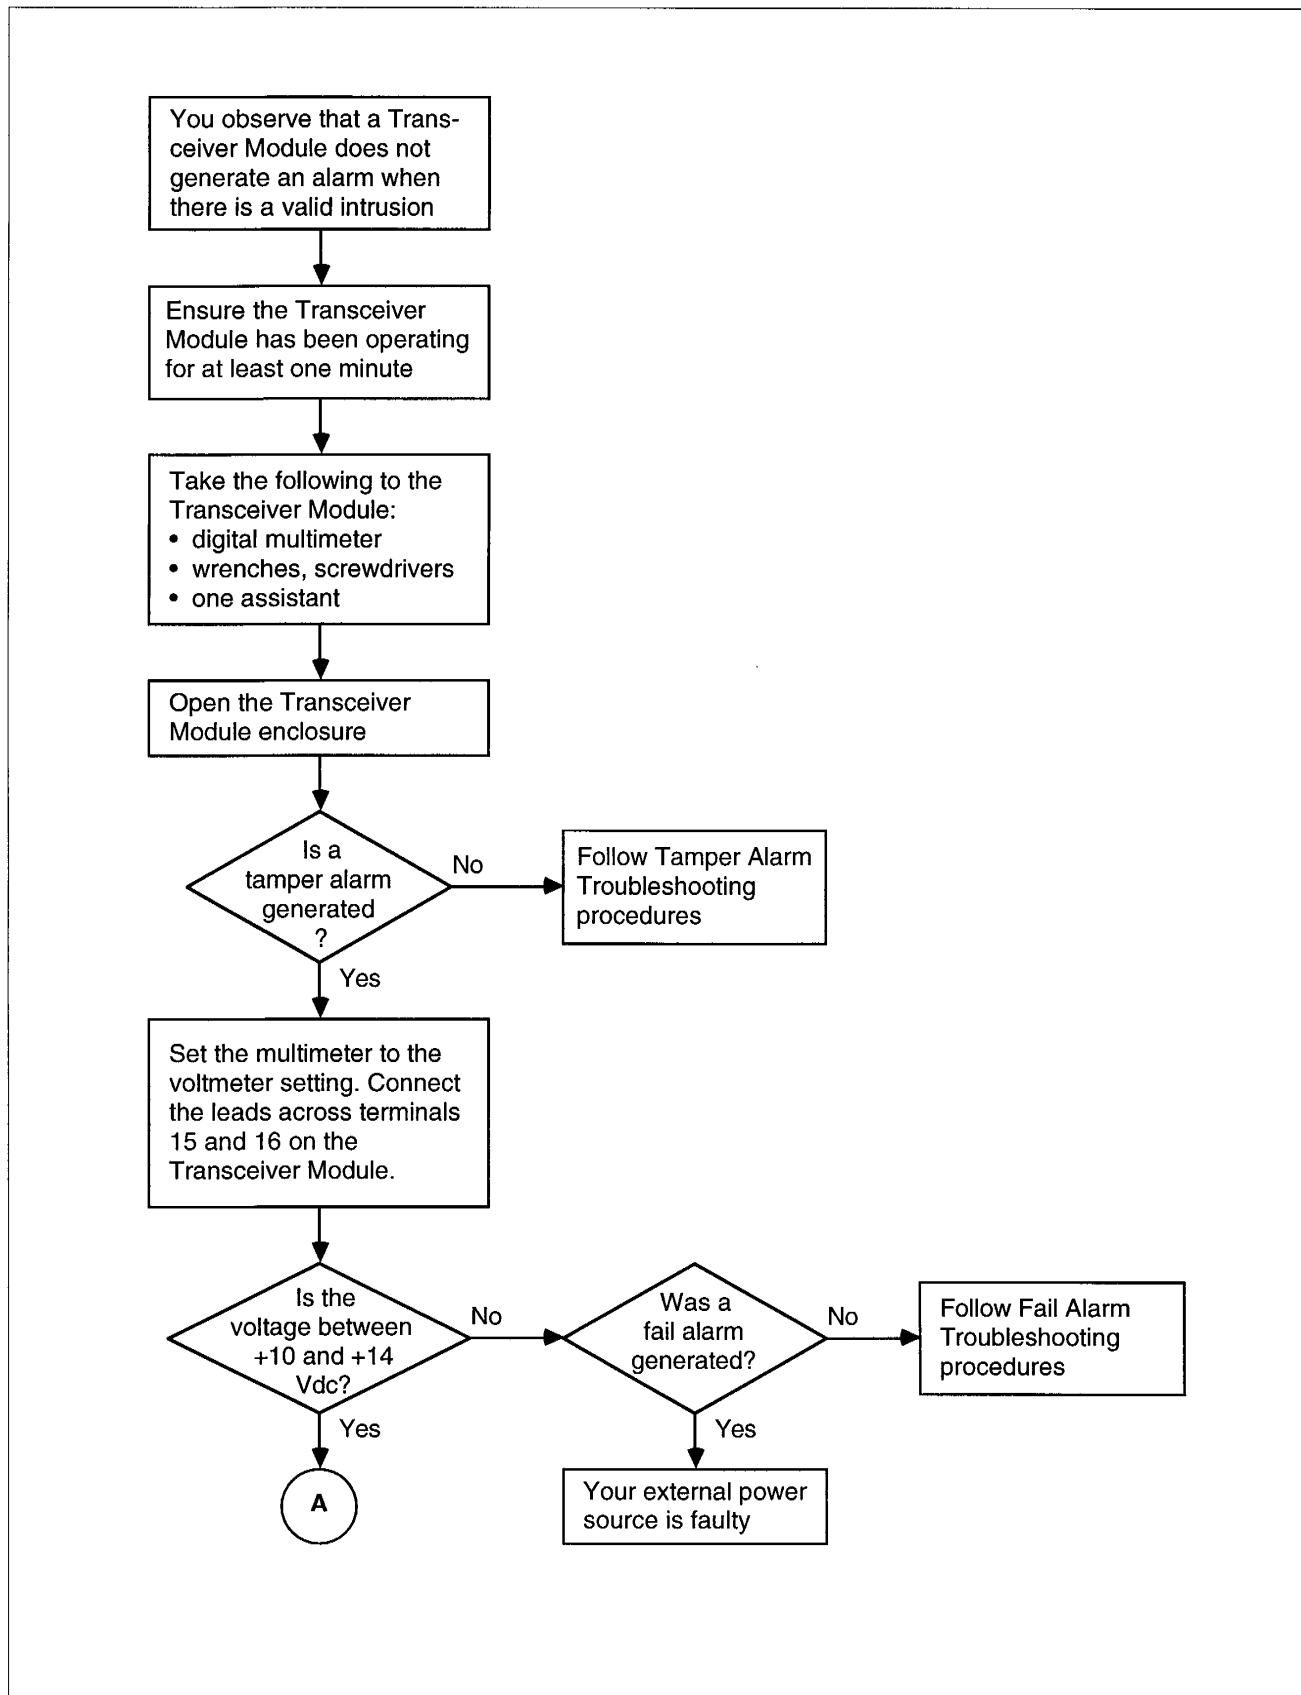 You observe that a Trans-
ceiver Module does not
generate an alarm when
there is a valid intrusion
Ensure the Transceiver
Module has been operating
for at least one minute
Take the following to the
Transceiver Module:
• digital multimeter
• wrenches, screwdrivers
• one assistant
Open the Transceiver
Module enclosure
Is a
tamper alarm
generated
?
No
Follow Tamper Alarm
Troubleshooting
procedures
Yes
Set the multimeter to the
voltmeter setting. Connect
the leads across terminals
15 and 16 on the
Transceiver Module.
Is the
voltage between
+10 and +14
Vdc?
No
Was a
fail alarm
generated?
No
Follow Fail Alarm
Troubleshooting
procedures
Yes
A
Yes
Your external power
source is faulty